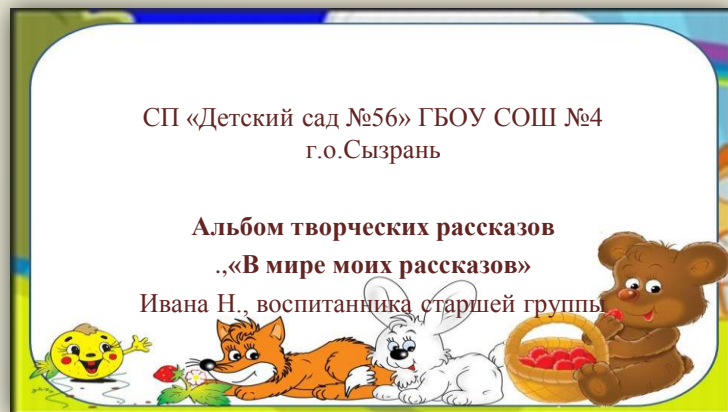 СП «Детский сад №56» ГБОУ СОШ №4
г.о.Сызрань
Альбом творческих рассказов
.,«В мире моих рассказов»
Ивана Н., воспитанника старшей группы